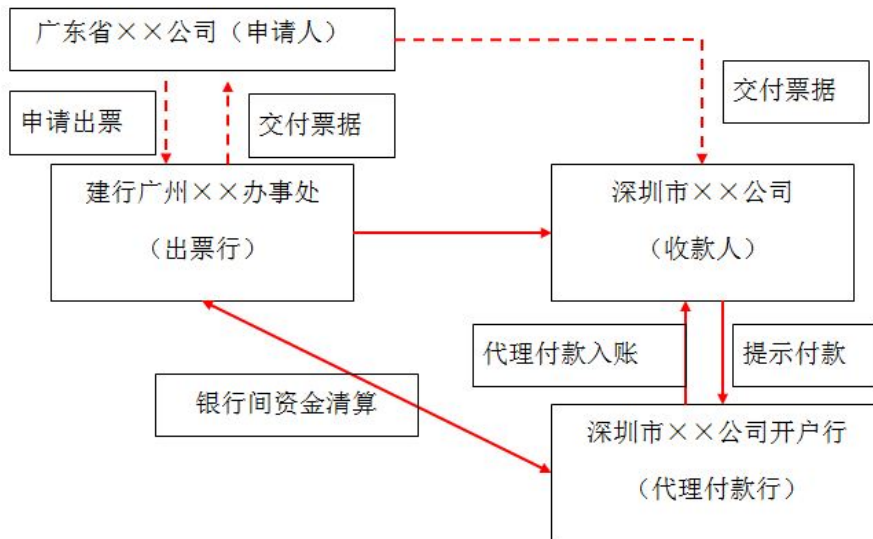 广东省××公司（申请人）
申请出票
交付票据
交付票据
建行广州××办事处
（出票行）
深圳市××公司
（收款人）
代理付款入账
提示付款
银行间资金清算
深圳市××公司开户行
（代理付款行）